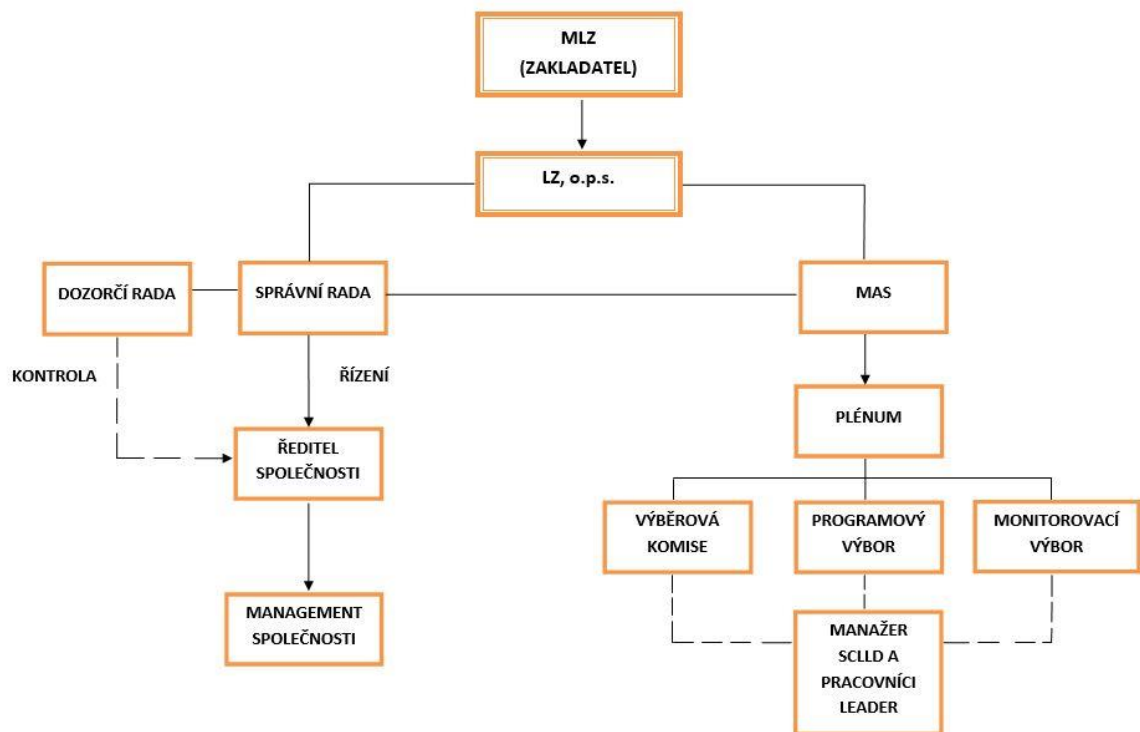 MLZ
(ZAKLADATEL)
LZ, o.p.s.
DOZORČÍ RADA
SPRÁVNÍ RADA
MAS
KONTROLA
ŘÍZENÍ
PLÉNUM
ŘEDITEL
SPOLEČNOSTI
VÝBĚROVÁ
KOMISE
PROGRAMOVÝ
VÝBOR
MONITOROVACÍ
VÝBOR
MANAGEMENT
SPOLEČNOSTI
MANAŽER
SCLLD A
PRACOVNÍCI
LEADER